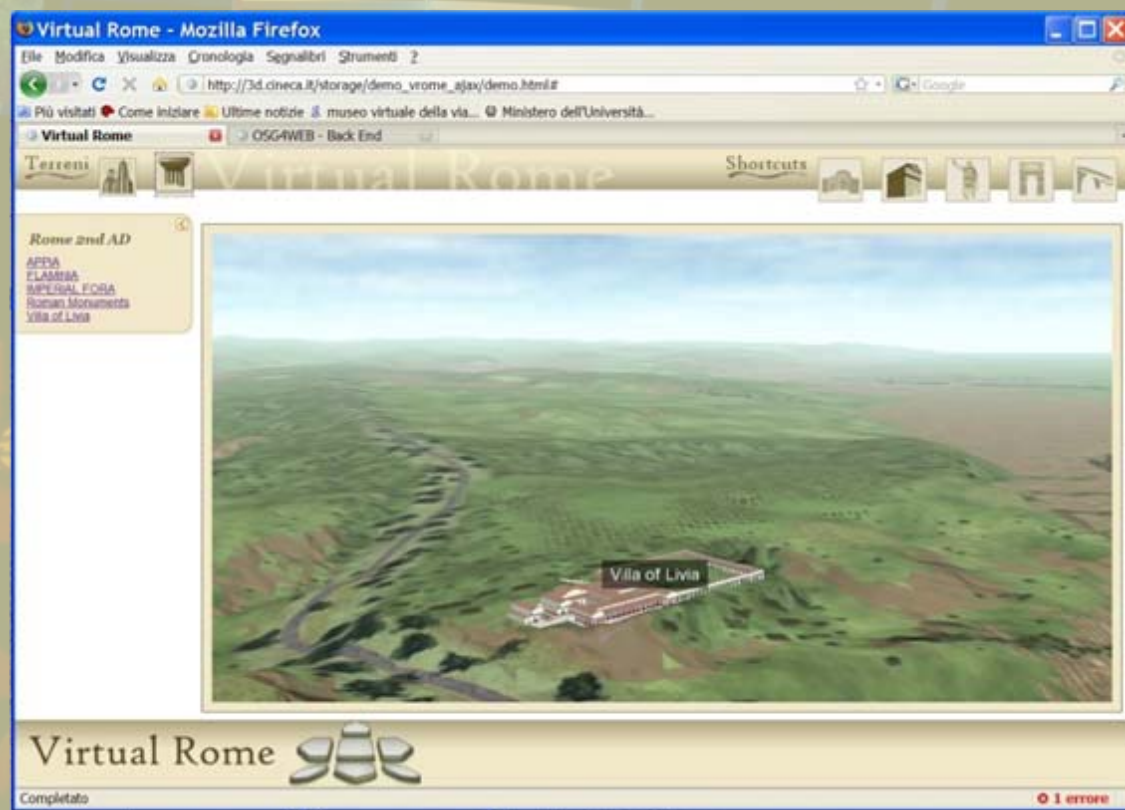 Virtual Rome - Mozilla Firefox
File Modifica Visualizza Cronologia Segnalibri Strumenti ?
http://3d.cineca.it/storage/demo_vrome_ajax/demo.html#
Google
Più visitati Come iniziare Ultime notizie museo virtuale della via... Ministero dell'Università...
Virtual Rome OSG4WEB - Back End
Terreni Virtual Rome Shortcuts
Rome 2nd AD
APPIA
FLAMINIA
IMPERIAL FORA
Roman Monuments
Villa of Livia
Villa of Livia
Virtual Rome
Completato 1 errore